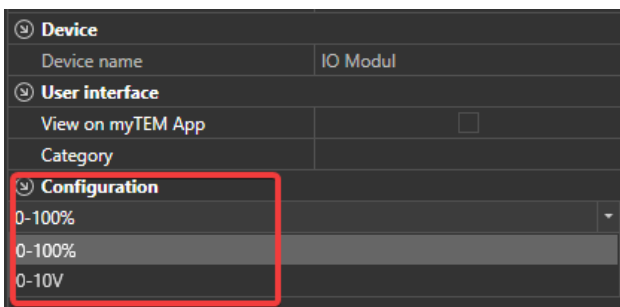 Device
Device name IO Modul
User interface
View on myTEM App
Category
Configuration
0-100%
0-100%
0-10V